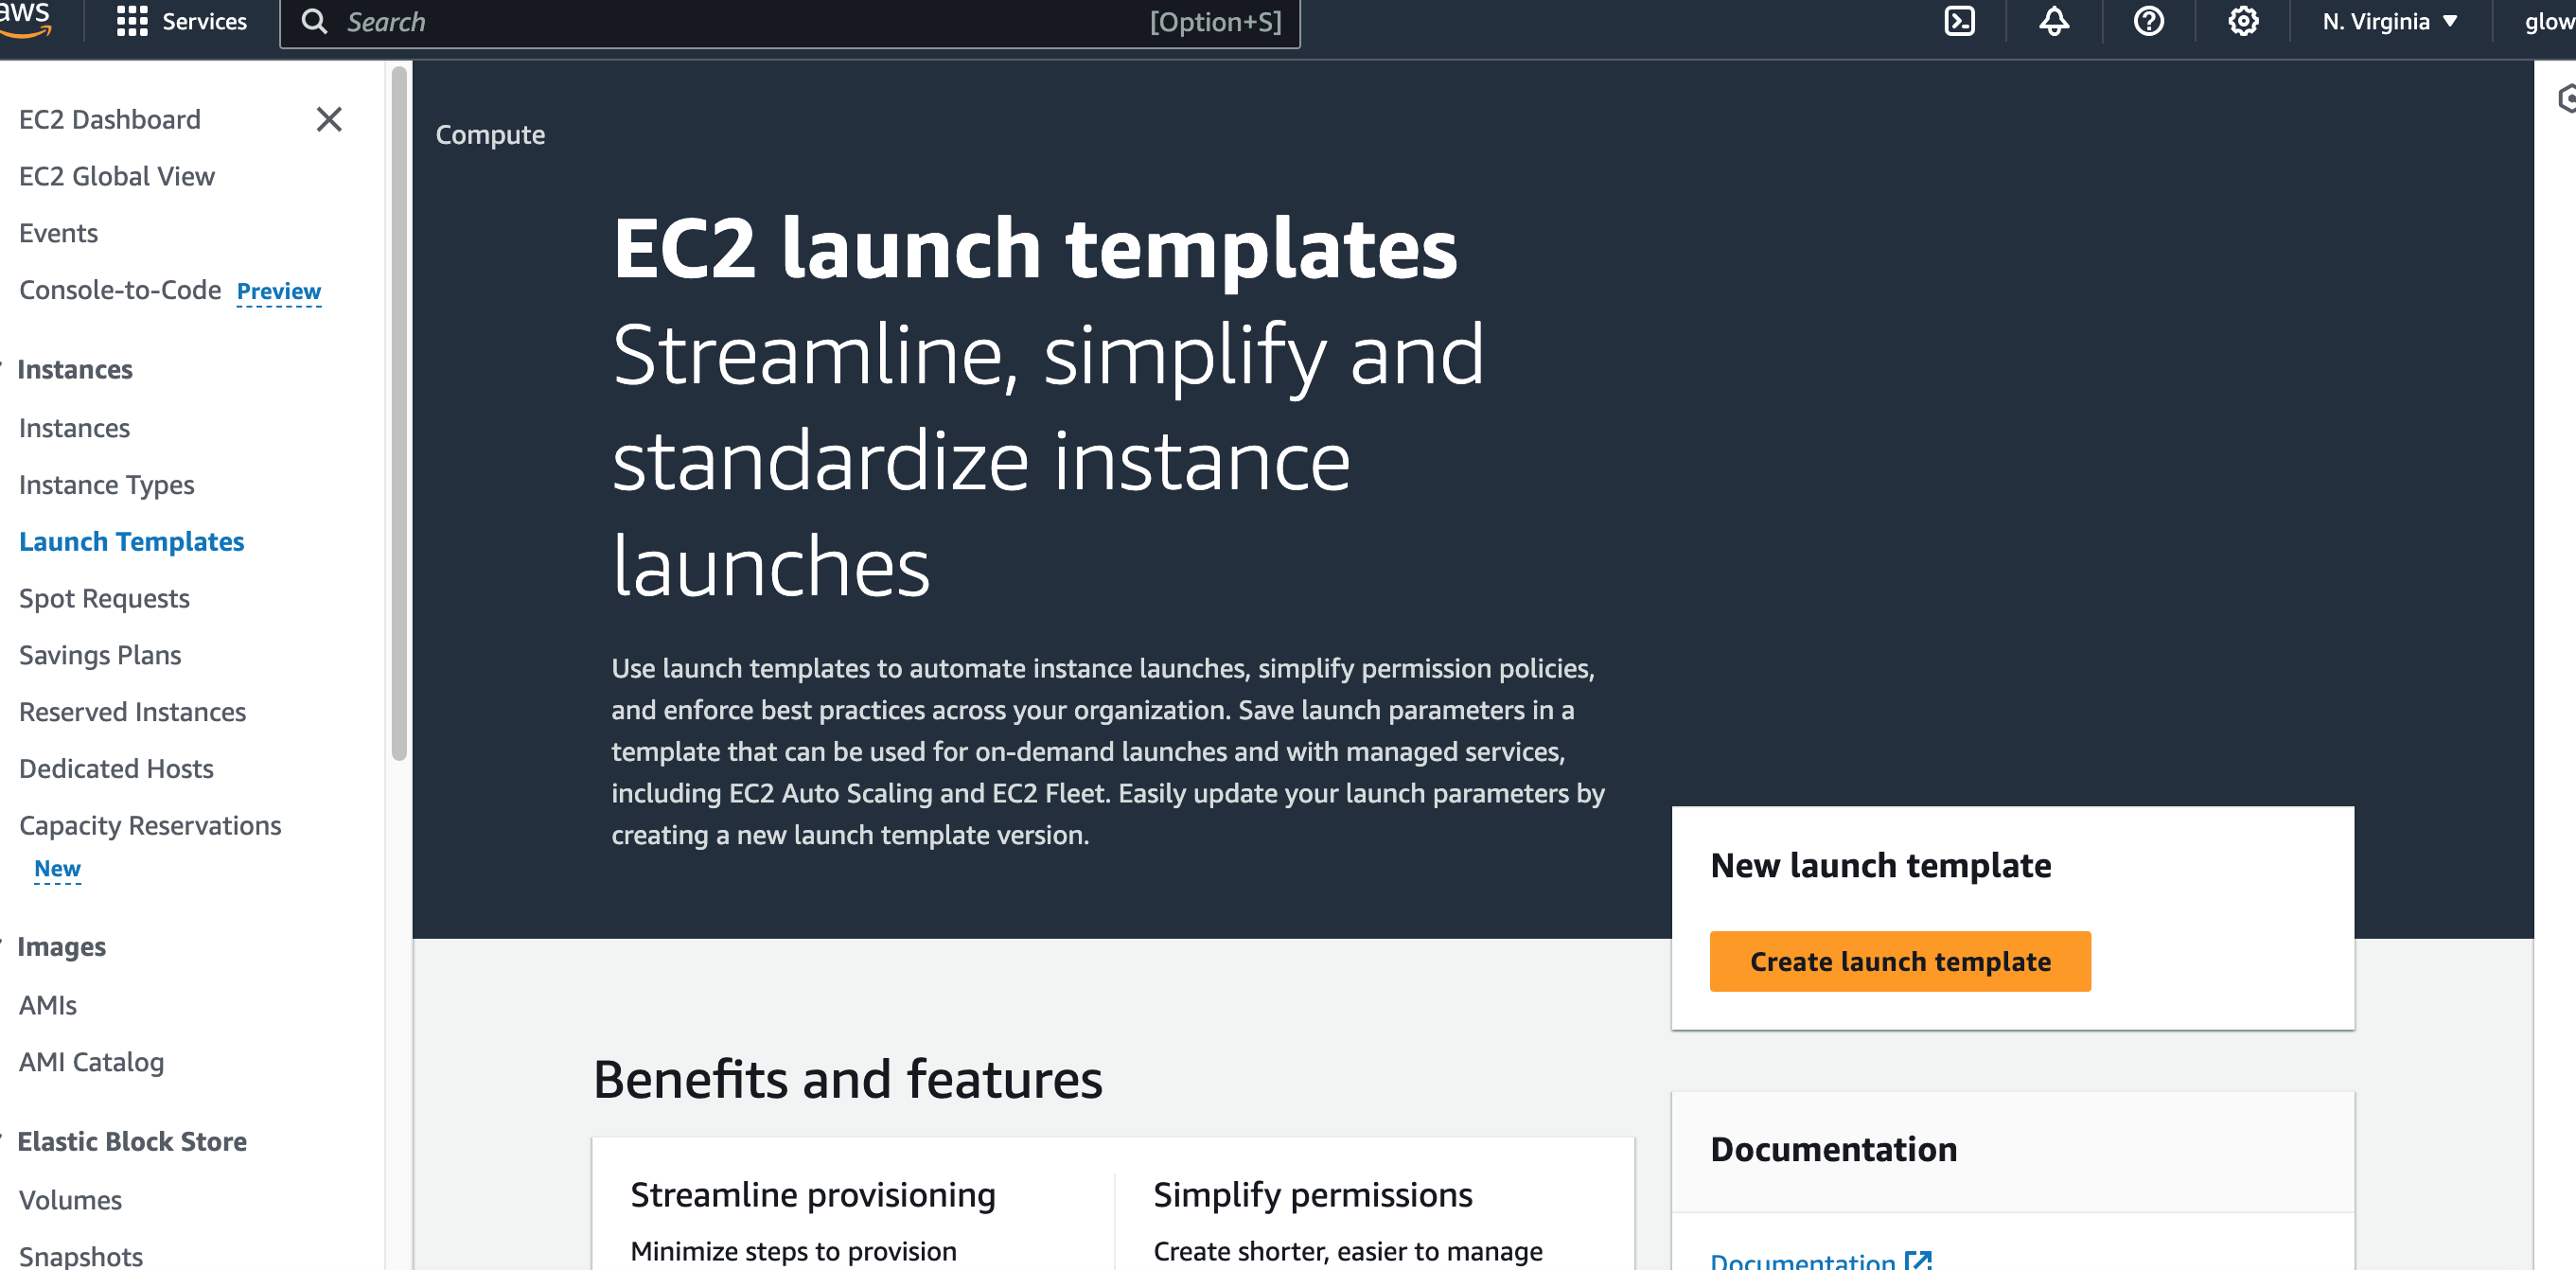 aws
Services
Search
[Option+S]
N. Virginia
glow
EC2 Dashboard
EC2 Global View
Events
Console-to-Code Preview
Instances
Instances
Instance Types
Launch Templates
Spot Requests
Savings Plans
Reserved Instances
Dedicated Hosts
Capacity Reservations
New
Images
AMIs
AMI Catalog
Elastic Block Store
Volumes
Snapshots
Compute
EC2 launch templates
Streamline, simplify and
standardize instance
launches
Use launch templates to automate instance launches, simplify permission policies,
and enforce best practices across your organization. Save launch parameters in a
template that can be used for on-demand launches and with managed services,
including EC2 Auto Scaling and EC2 Fleet. Easily update your launch parameters by
creating a new launch template version.
New launch template
Create launch template
Benefits and features
Streamline provisioning
Minimize steps to provision
Simplify permissions
Create shorter, easier to manage
Documentation
Documentation